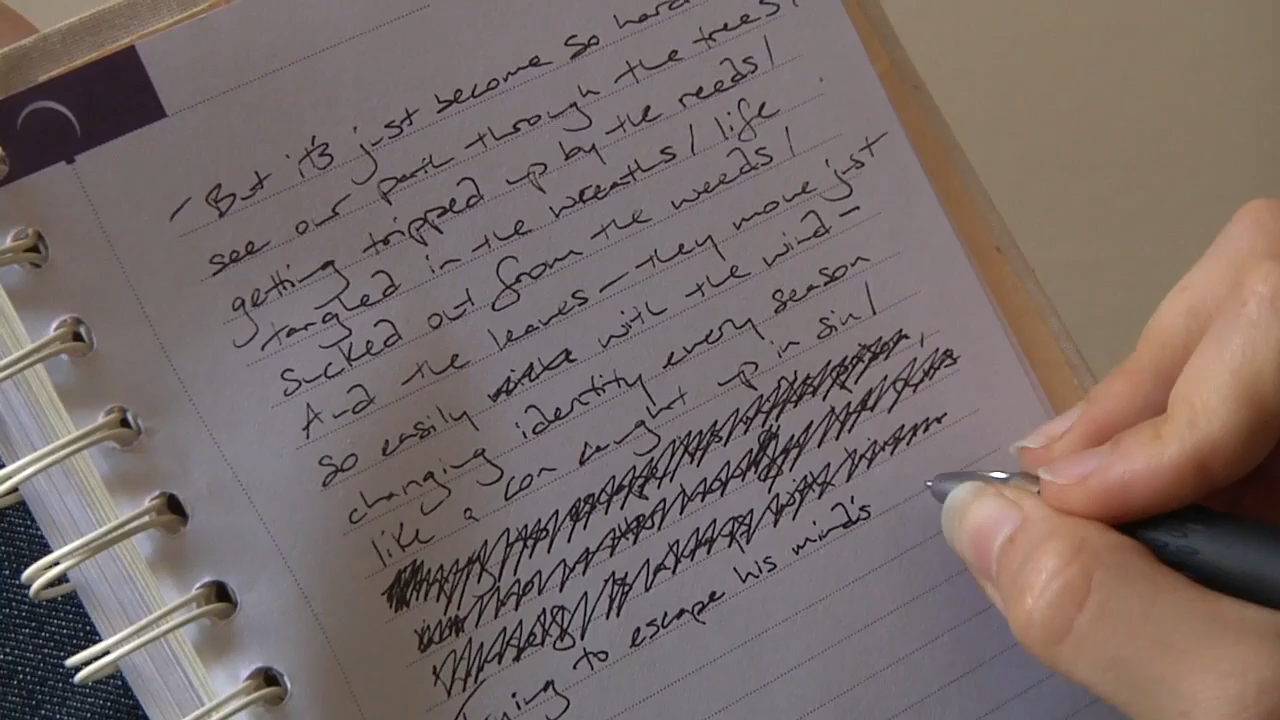 - But it's just become so hard
see our path through the trees,
getting tripped up by the reeds/
tangled in the wreaths/ life
sucked out from the weeds/
And the leaves - they move just
so easily with the wind -
changing identity every season
like a con caught up in sin/
to escape his mind's